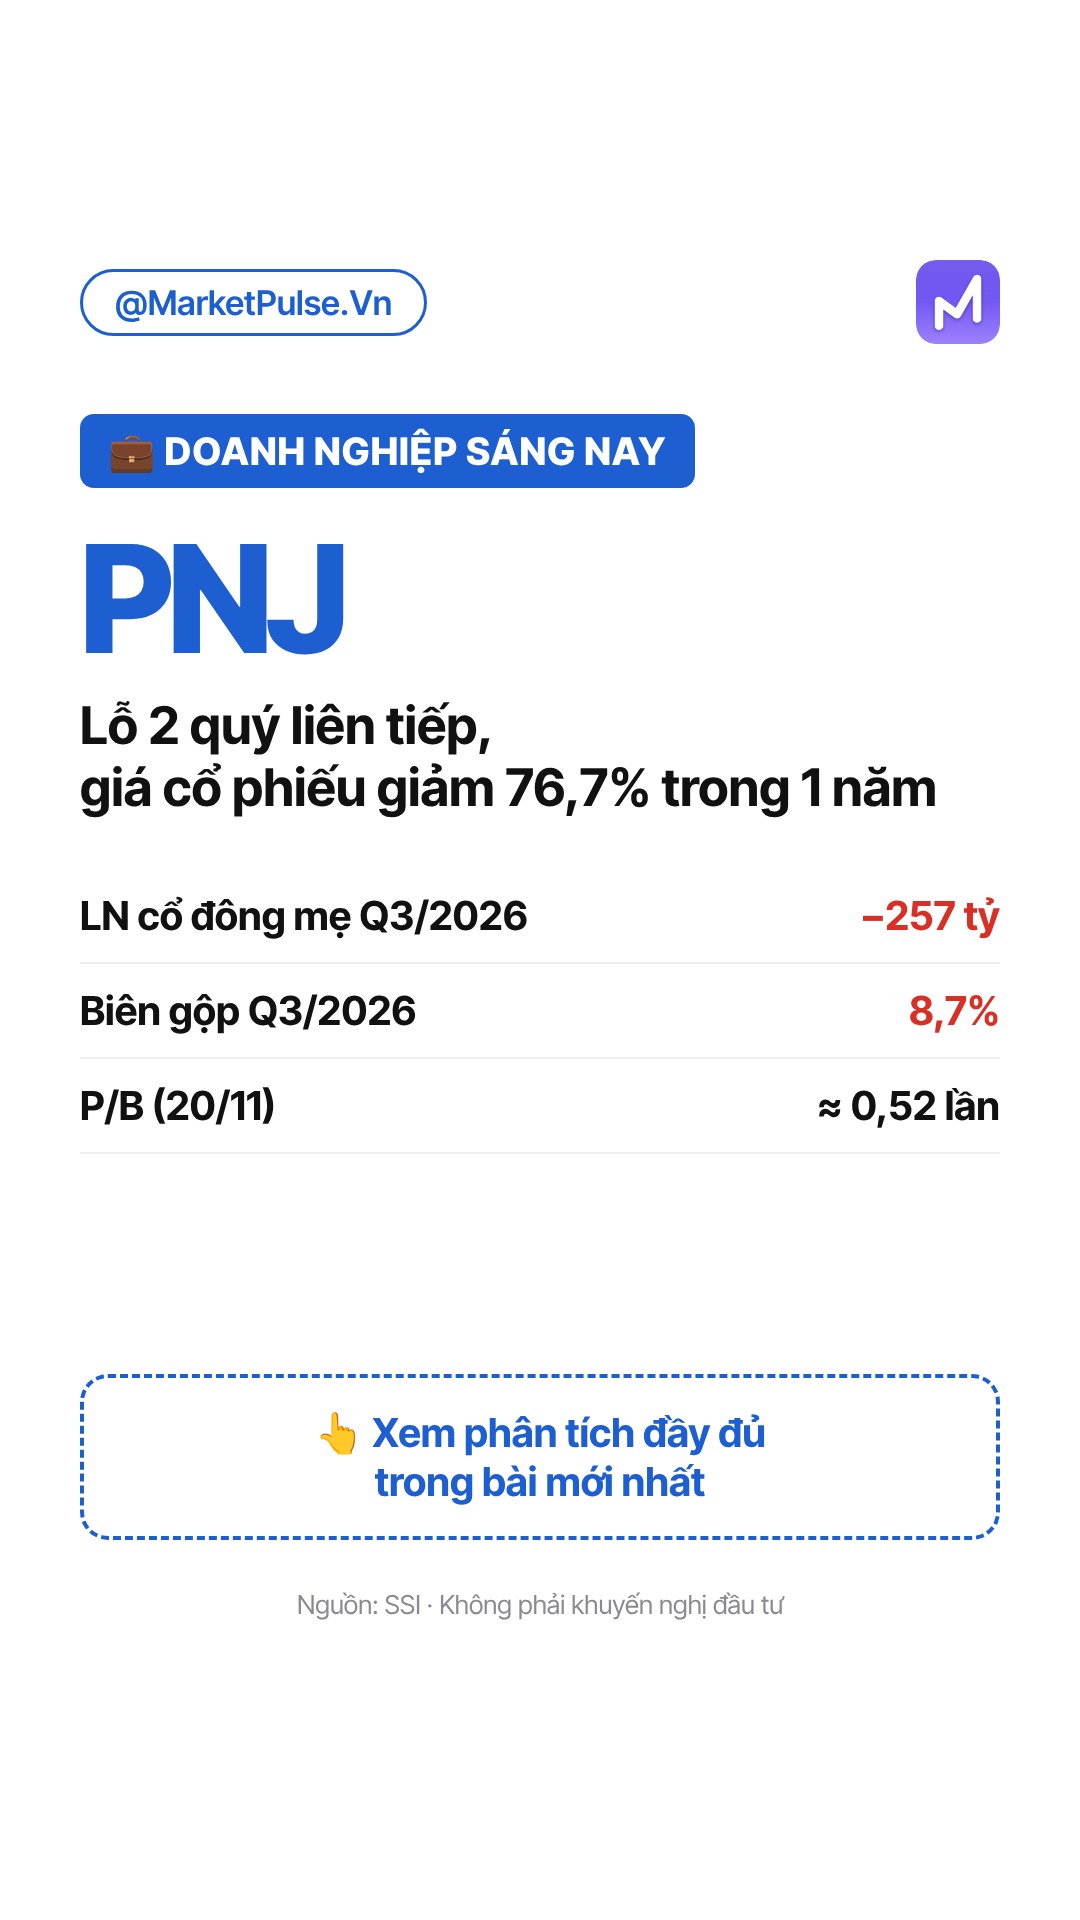 @MarketPulse.Vn
💼 DOANH NGHIỆP SÁNG NAY
PNJ
Lỗ 2 quý liên tiếp,
giá cổ phiếu giảm 76,7% trong 1 năm
LN cổ đông mẹ Q3/2026 −257 tỷ
Biên gộp Q3/2026 8,7%
P/B (20/11) ≈ 0,52 lần
👆 Xem phân tích đầy đủ
trong bài mới nhất
Nguồn: SSI · Không phải khuyến nghị đầu tư